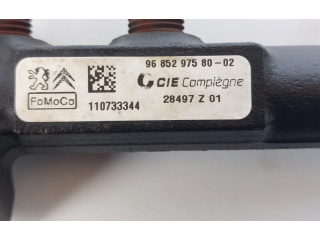 96 852 975 80-02
CIE Compiègne
FoMoCo
110733344
28497 Z 01